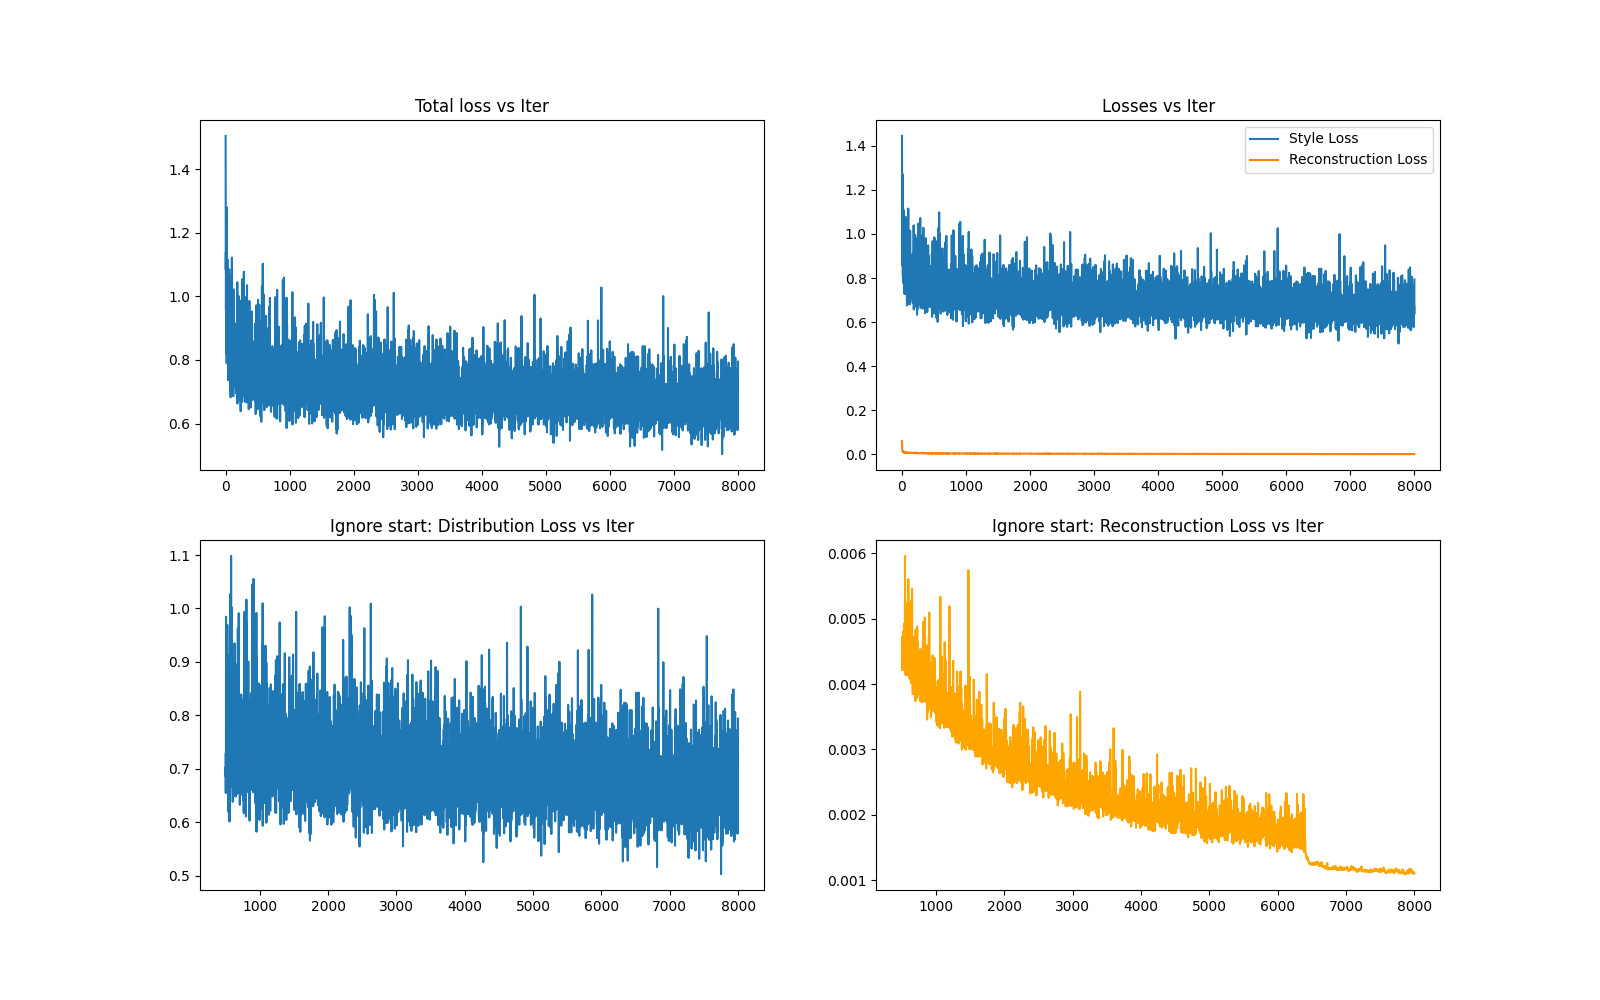 Total loss vs Iter
1.4
1.2
1.0
0.8
0.6
0 1000 2000 3000 4000 5000 6000 7000 8000
Losses vs Iter
Style Loss
Reconstruction Loss
1.4
1.2
1.0
0.8
0.6
0.4
0.2
0.0
0 1000 2000 3000 4000 5000 6000 7000 8000
Ignore start: Distribution Loss vs Iter
1.1
1.0
0.9
0.8
0.7
0.6
0.5
1000 2000 3000 4000 5000 6000 7000 8000
Ignore start: Reconstruction Loss vs Iter
0.006
0.005
0.004
0.003
0.002
0.001
1000 2000 3000 4000 5000 6000 7000 8000